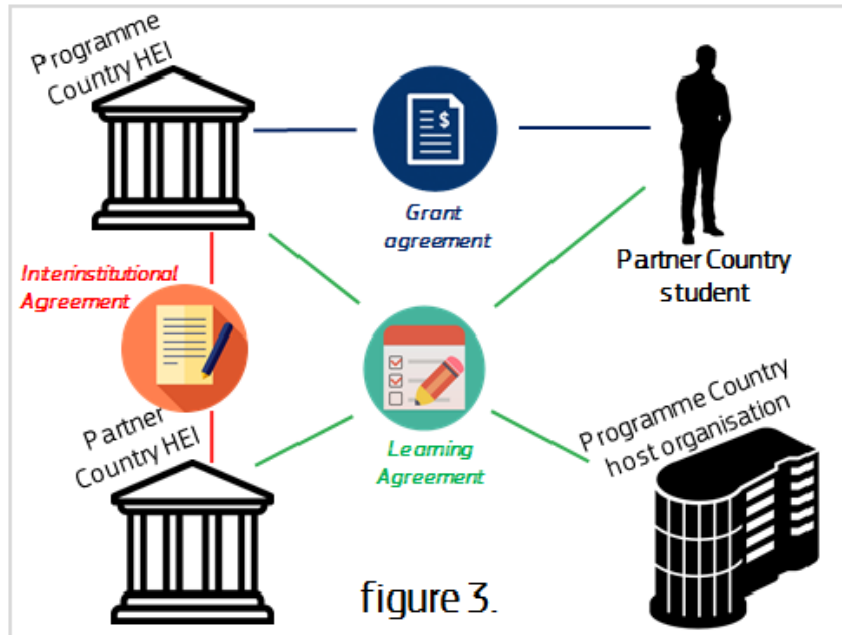 Programme
Country HEI
$
Grant
agreement
Partner Country
student
Interinstitutional
Agreement
Partner
Country HEI
Learning
Agreement
Programme Country
host organisation
figure 3.